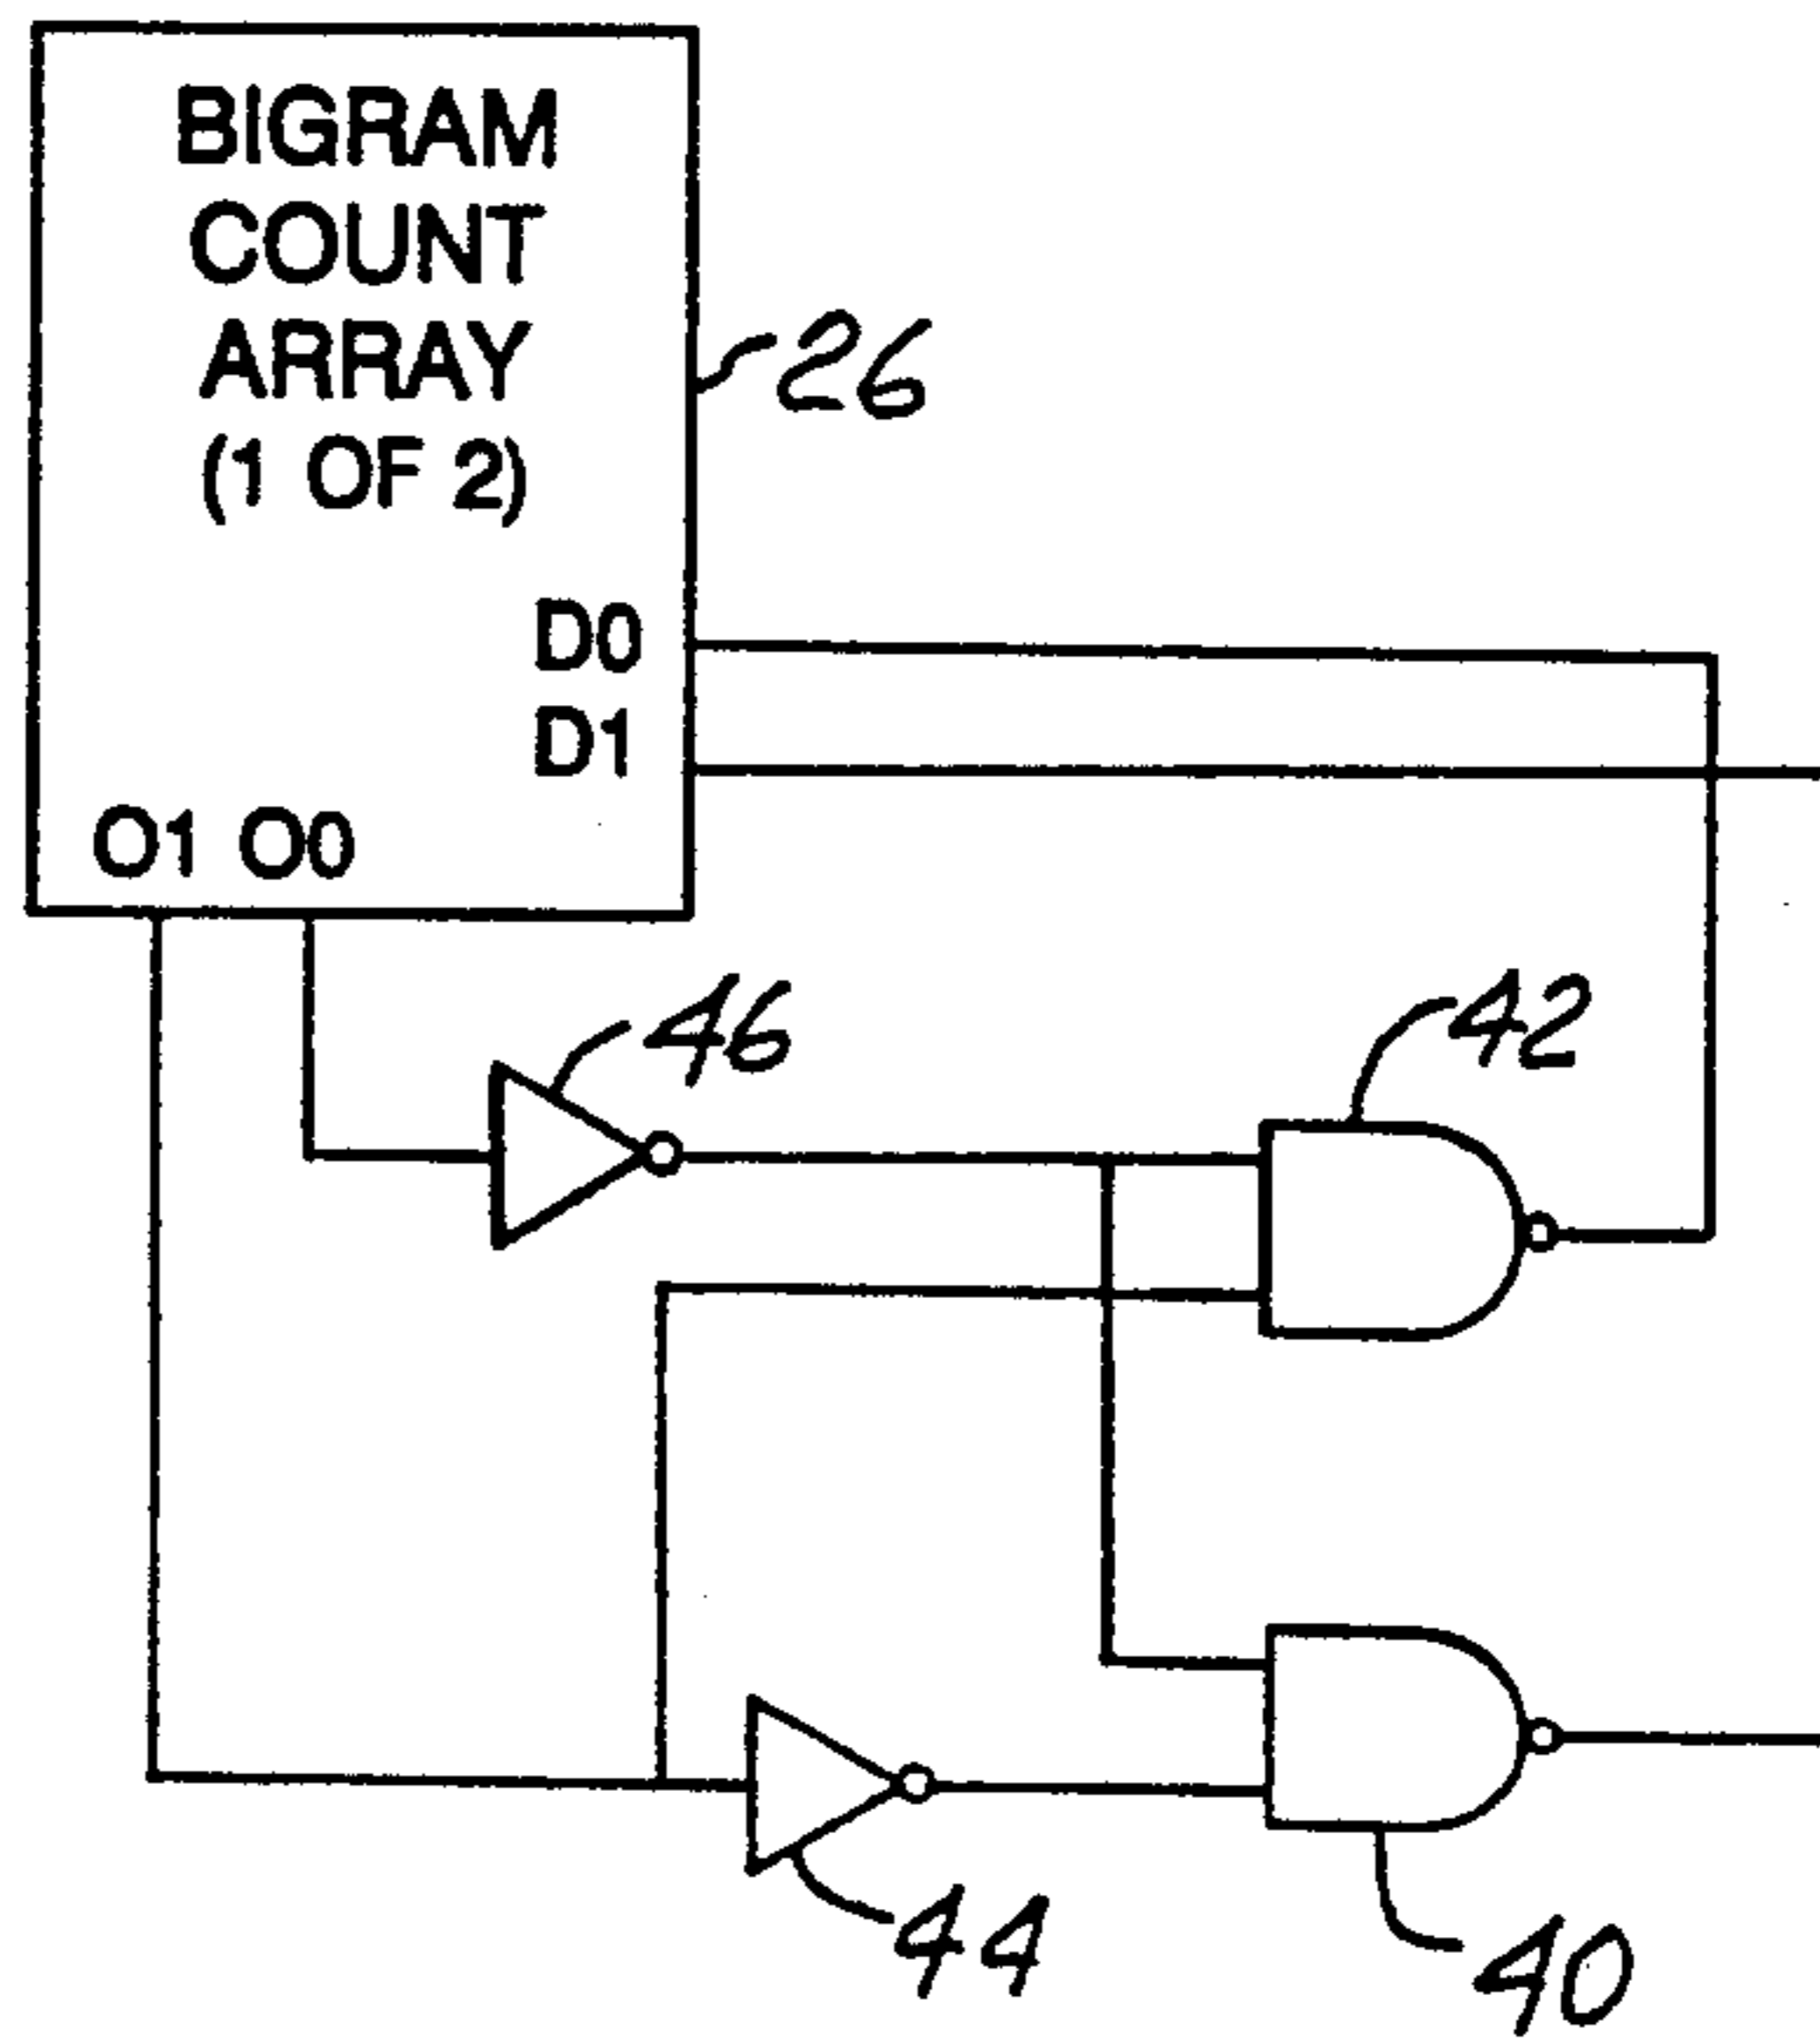 BIGRAM
COUNT
ARRAY
(1 OF 2)
26
D0
D1
O1 O0
46
42
44
40